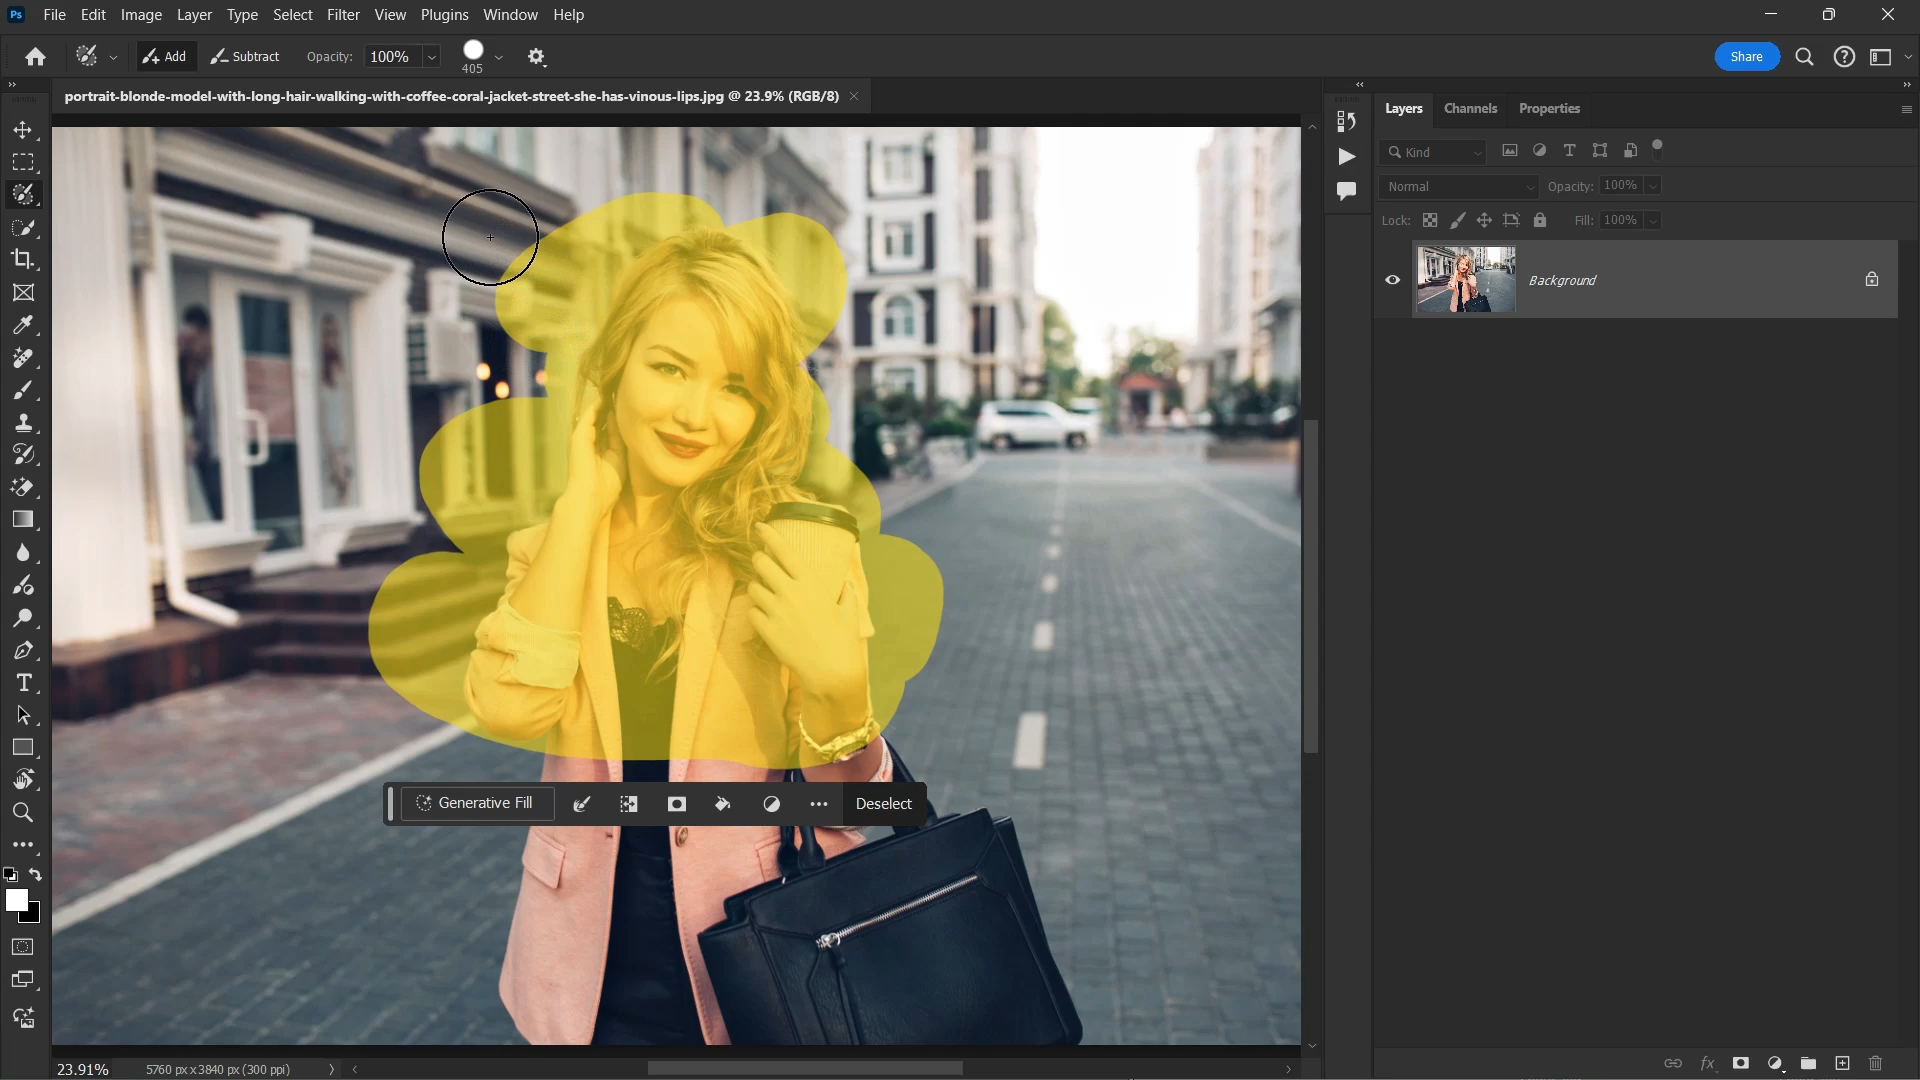 Ps File Edit Image Layer Type Select Filter View Plugins Window Help
Add Subtract Opacity: 100% 405 Share
portrait-blonde-model-with-long-hair-walking-with-coffee-coral-jacket-street-she-has-vinous-lips.jpg @ 23.9% (RGB/8)
Layers Channels Properties
Kind
Normal Opacity: 100%
Lock: Fill: 100%
Background
Generative Fill Deselect
23.91% 5760 px x 3840 px (300 ppi)
fx